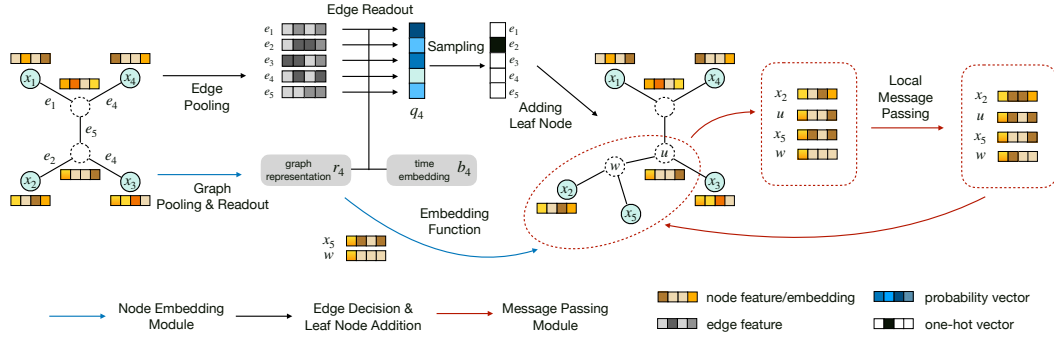 Edge Readout
e1
e2
e3
e4
e5
q4
Sampling
e1
e2
e3
e4
e5
x1
x4
e1
e4
e5
e2
e4
x2
x3
Edge
Pooling
Adding
Leaf Node
Graph
Pooling & Readout
graph
representation r4
time
embedding b4
Embedding
Function
x5
w
x1
x4
w
u
x2
x5
x3
x2
u
x5
w
Local
Message
Passing
x2
u
x5
w
Node Embedding
Module
Edge Decision &
Leaf Node Addition
Message Passing
Module
node feature/embedding
edge feature
probability vector
one-hot vector